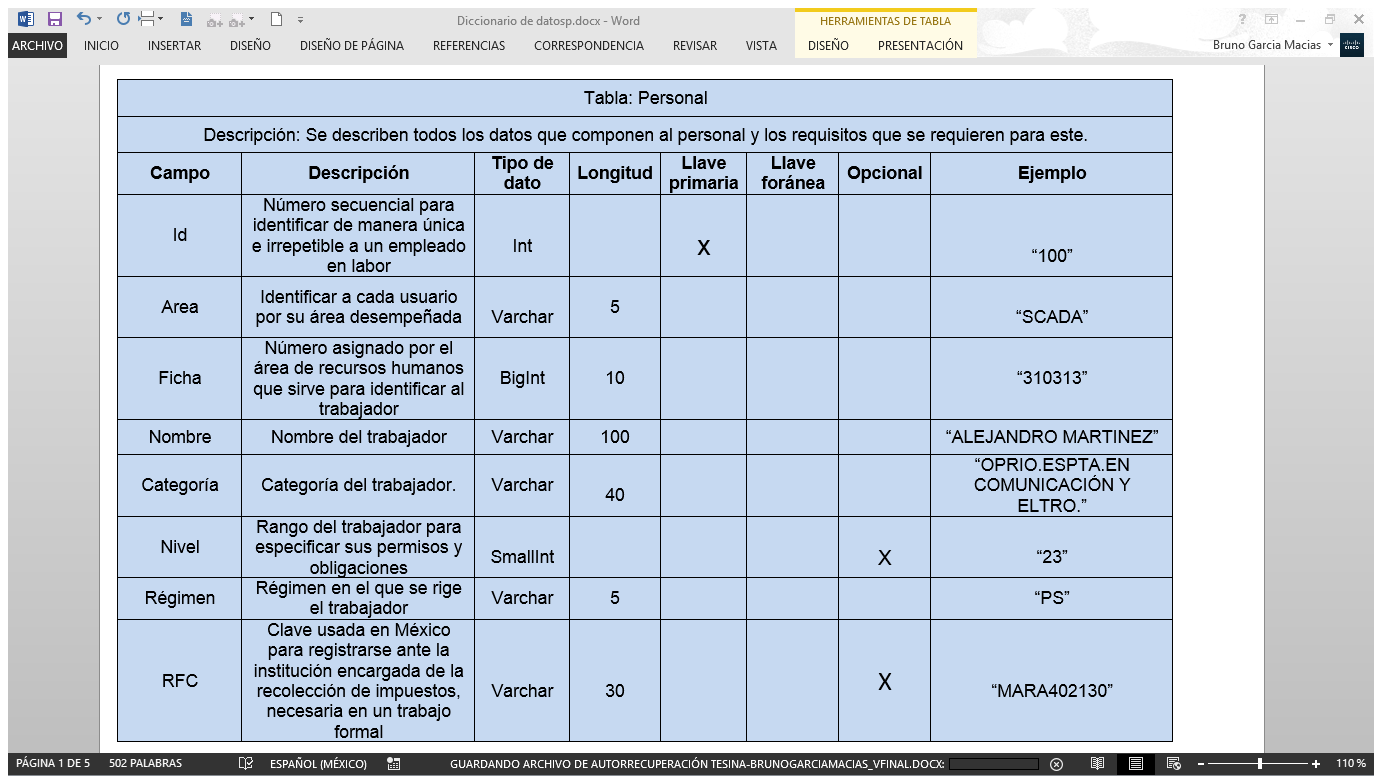 Diccionario de datosp.docx - Word
HERRAMIENTAS DE TABLA
?
ARCHIVO INICIO INSERTAR DISEÑO DISEÑO DE PÁGINA REFERENCIAS CORRESPONDENCIA REVISAR VISTA DISEÑO PRESENTACIÓN Bruno Garcia Macias
CISCO
Tabla: Personal
Descripción: Se describen todos los datos que componen al personal y los requisitos que se requieren para este.
Campo
Descripción
Tipo de
dato
Longitud
Llave
primaria
Llave
foránea
Opcional
Ejemplo
Id
Número secuencial para
identificar de manera única
e irrepetible a un empleado
en labor
Int
X
“100”
Area
Identificar a cada usuario
por su área desempeñada
Varchar
5
“SCADA”
Ficha
Número asignado por el
área de recursos humanos
que sirve para identificar al
trabajador
BigInt
10
“310313”
Nombre
Nombre del trabajador
Varchar
100
“ALEJANDRO MARTINEZ”
Categoría
Categoría del trabajador.
Varchar
40
“OPRIO.ESPTA.EN
COMUNICACIÓN Y
ELTRO.”
Nivel
Rango del trabajador para
especificar sus permisos y
obligaciones
SmallInt
X
“23”
Régimen
Régimen en el que se rige
el trabajador
Varchar
5
“PS”
RFC
Clave usada en México
para registrarse ante la
institución encargada de la
recolección de impuestos,
necesaria en un trabajo
formal
Varchar
30
X
“MARA402130”
PÁGINA 1 DE 5 502 PALABRAS ESPAÑOL (MÉXICO) GUARDANDO ARCHIVO DE AUTORRECUPERACIÓN TESINA-BRUNOGARCIAMACIAS_VFINAL.DOCX: 110 %